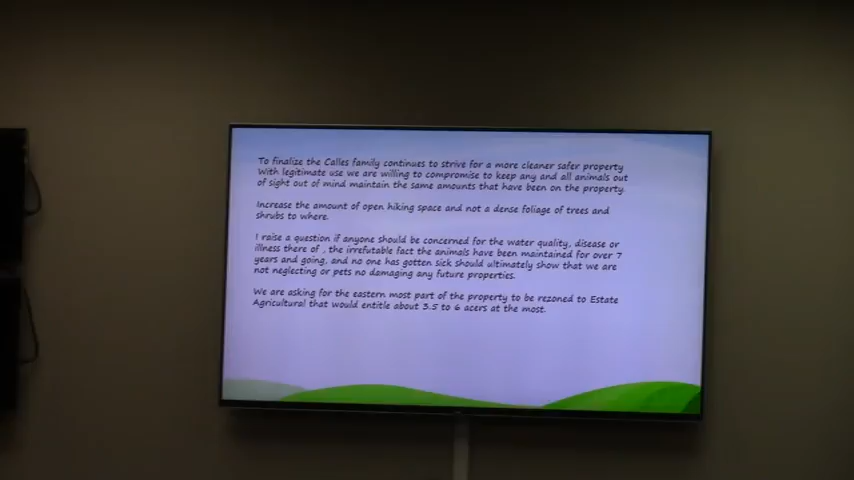 To finalize the Calles family continues to strive for a more cleaner safer property
With legitimate use we are willing to compromise to keep any and all animals out
of sight out of mind maintain the same amounts that have been on the property.
Increase the amount of open hiking space and not a dense foliage of trees and
shrubs to where.
I raise a question if anyone should be concerned for the water quality, disease or
illness there of , the irrefutable fact the animals have been maintained for over 7
years and going, and no one has gotten sick should ultimately show that we are
not neglecting or pets no damaging any future properties.
We are asking for the eastern most part of the property to be rezoned to Estate
Agricultural that would entitle about 3.5 to 6 acers at the most.